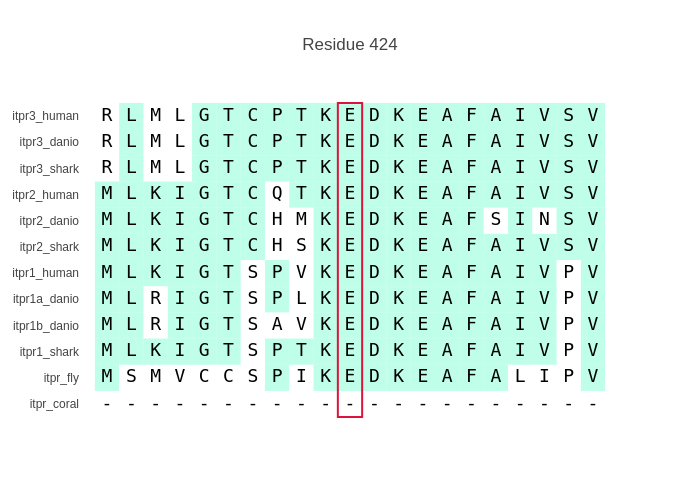 Residue 424
itpr3_human R L M L G T C P T K E D K E A F A I V S V
itpr3_danio R L M L G T C P T K E D K E A F A I V S V
itpr3_shark R L M L G T C P T K E D K E A F A I V S V
itpr2_human M L K I G T C Q T K E D K E A F A I V S V
itpr2_danio M L K I G T C H M K E D K E A F S I N S V
itpr2_shark M L K I G T C H S K E D K E A F A I V S V
itpr1_human M L K I G T S P V K E D K E A F A I V P V
itpr1a_danio M L R I G T S P L K E D K E A F A I V P V
itpr1b_danio M L R I G T S A V K E D K E A F A I V P V
itpr1_shark M L K I G T S P T K E D K E A F A I V P V
itpr_fly M S M V C C S P I K E D K E A F A L I P V
itpr_coral - - - - - - - - - - - - - - - - - - - - -